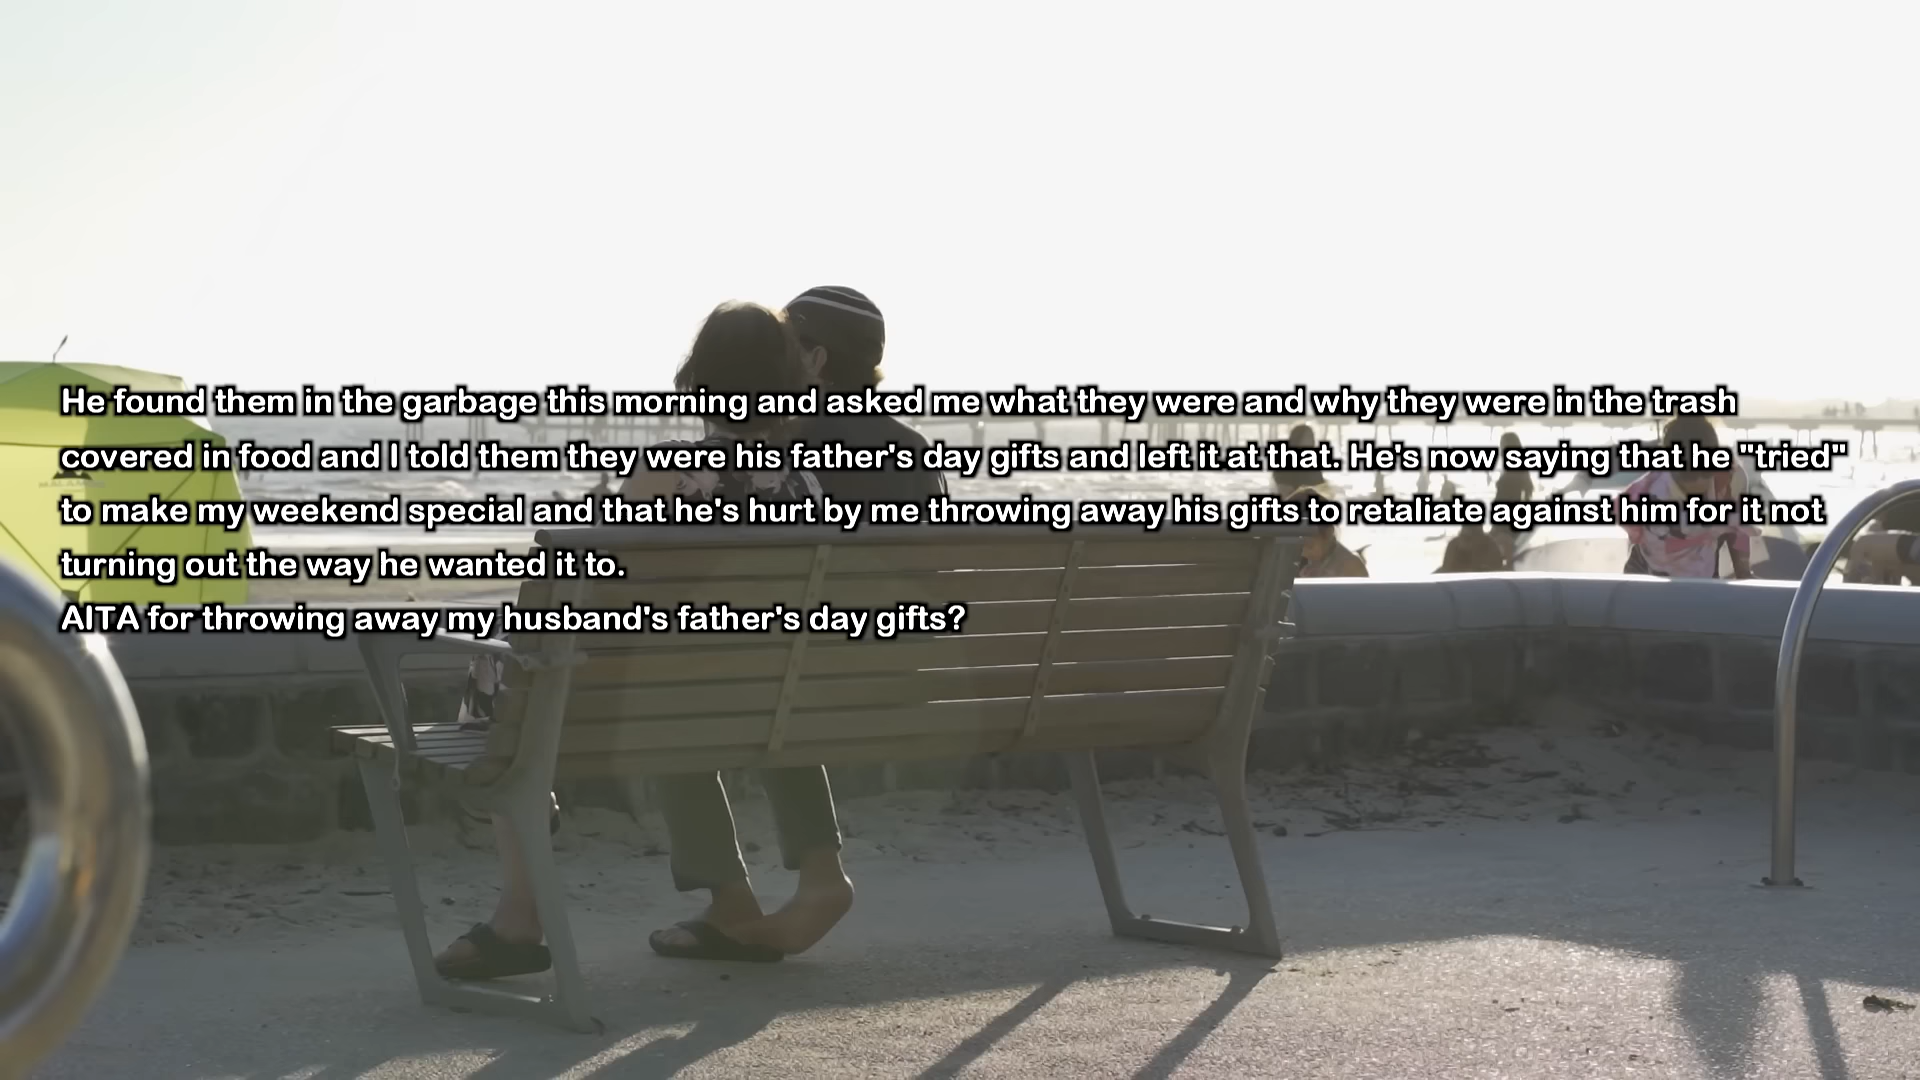 He found them in the garbage this morning and asked me what they were and why they were in the trash
covered in food and I told them they were his father's day gifts and left it at that. He's now saying that he "tried"
to make my weekend special and that he's hurt by me throwing away his gifts to retaliate against him for it not
turning out the way he wanted it to.
AITA for throwing away my husband's father's day gifts?